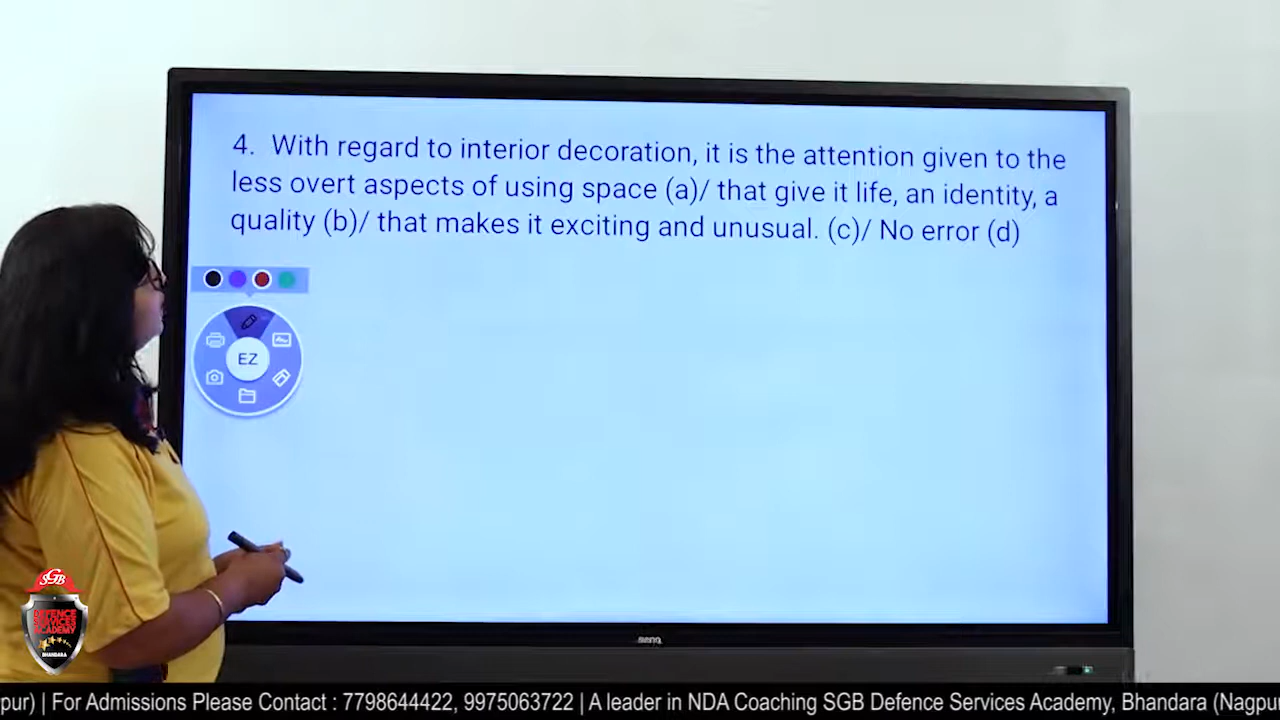 4. With regard to interior decoration, it is the attention given to the
less overt aspects of using space (a)/ that give it life, an identity, a
quality (b)/ that makes it exciting and unusual. (c)/ No error (d)
EZ
BenQ
SGB
DEFENCE
SERVICES
ACADEMY
BHANDARA
pur) | For Admissions Please Contact : 7798644422, 9975063722 | A leader in NDA Coaching SGB Defence Services Academy, Bhandara (Nagpu